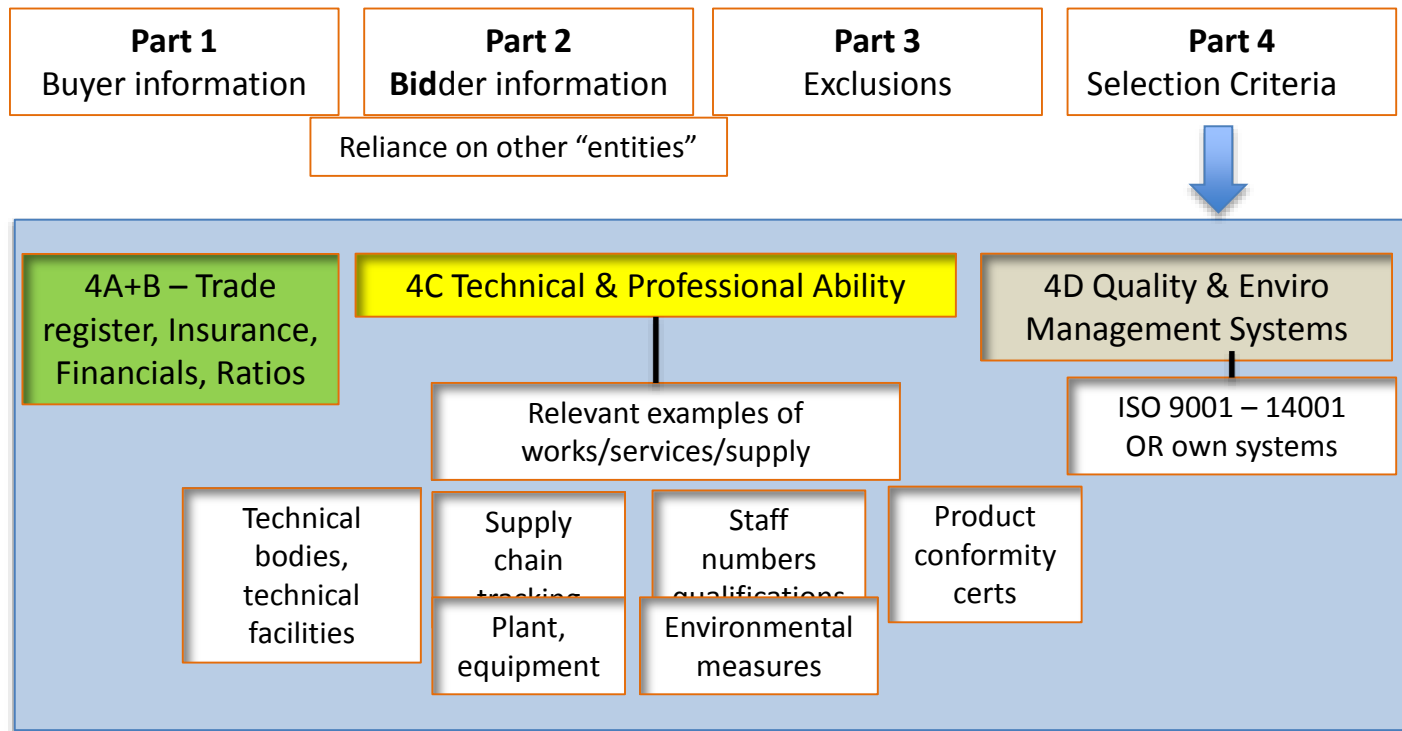 Part 1
Buyer information
Part 2
Bidder information
Part 3
Exclusions
Part 4
Selection Criteria
Reliance on other “entities”
4A+B – Trade
register, Insurance,
Financials, Ratios
4C Technical & Professional Ability
4D Quality & Enviro
Management Systems
Relevant examples of
works/services/supply
ISO 9001 – 14001
OR own systems
Technical
bodies,
technical
facilities
Supply
chain
tracking
Staff
numbers
qualifications
Product
conformity
certs
Plant,
equipment
Environmental
measures